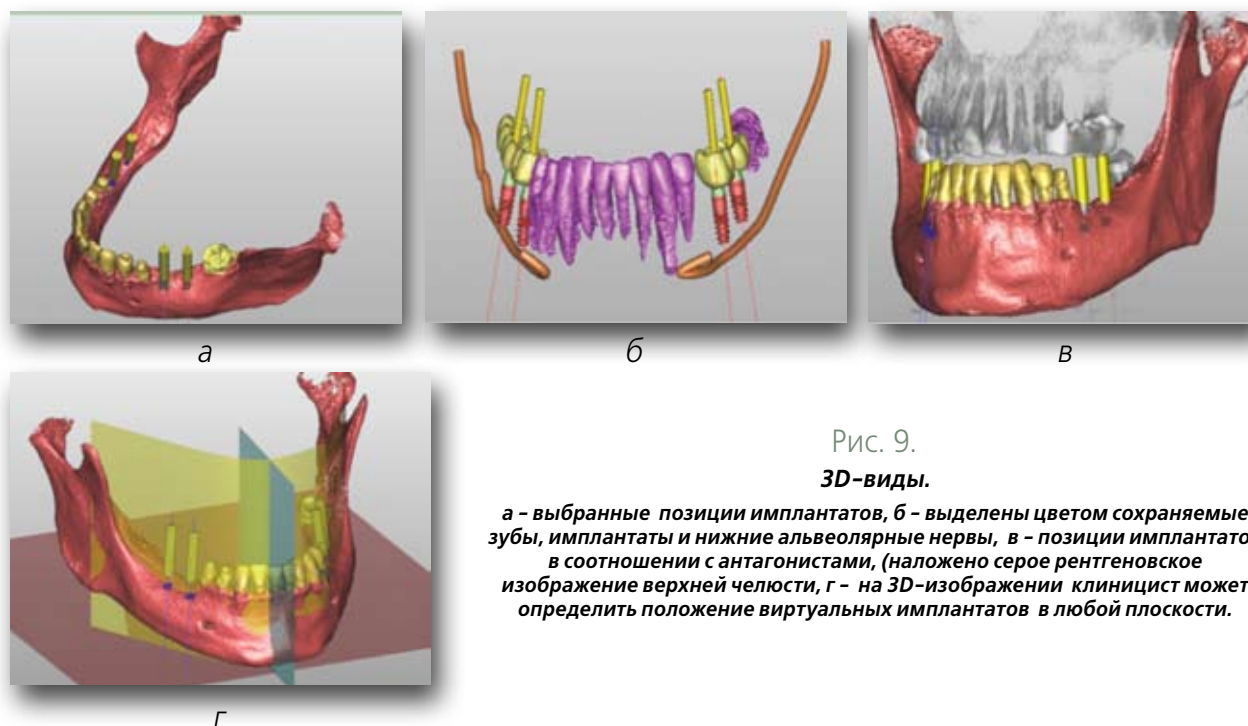 а
б
в
г
Рис. 9.
3D-виды.
а – выбранные позиции имплантатов, б – выделены цветом сохраняемые
зубы, имплантаты и нижние альвеолярные нервы, в – позиции имплантато
в соотношении с антагонистами, (наложено серое рентгеновское
изображение верхней челюсти, г – на 3D-изображении клиницист может
определить положение виртуальных имплантатов в любой плоскости.